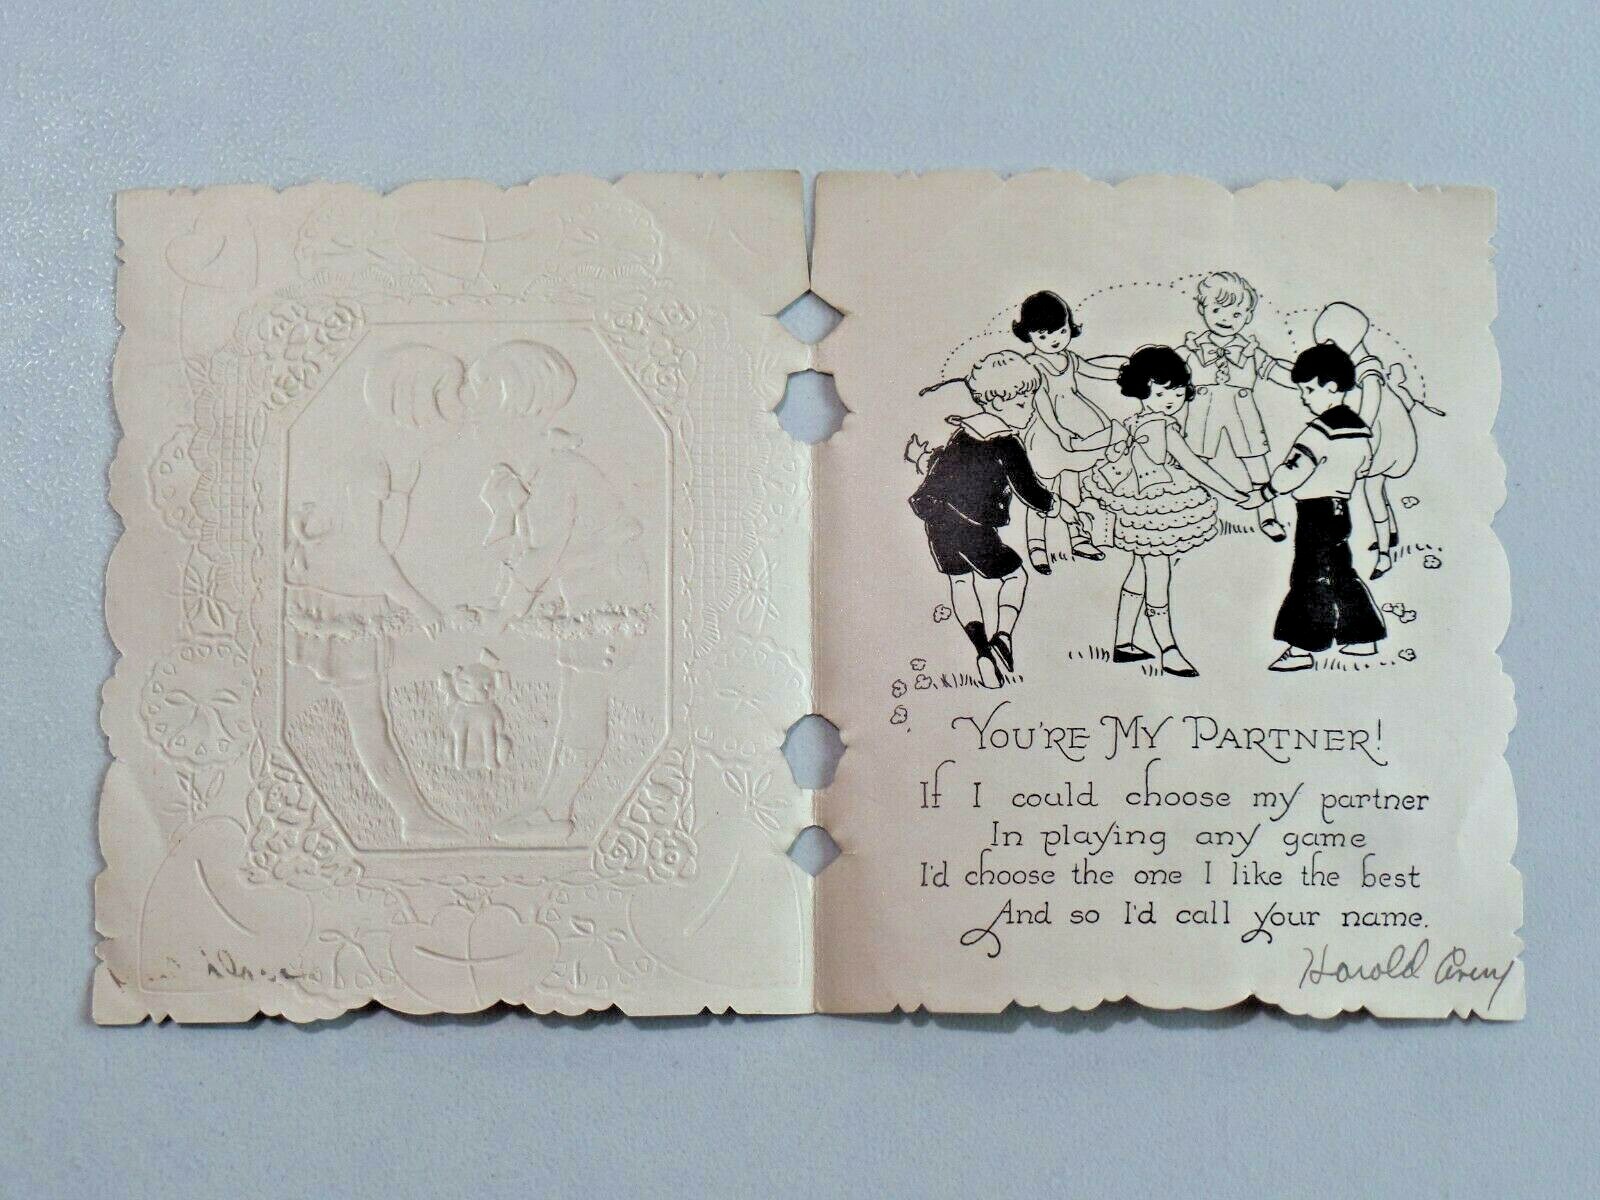 YOU'RE MY PARTNER!
If I could choose my partner
In playing any game
I'd choose the one I like the best
And so I'd call your name.
Harold Avery